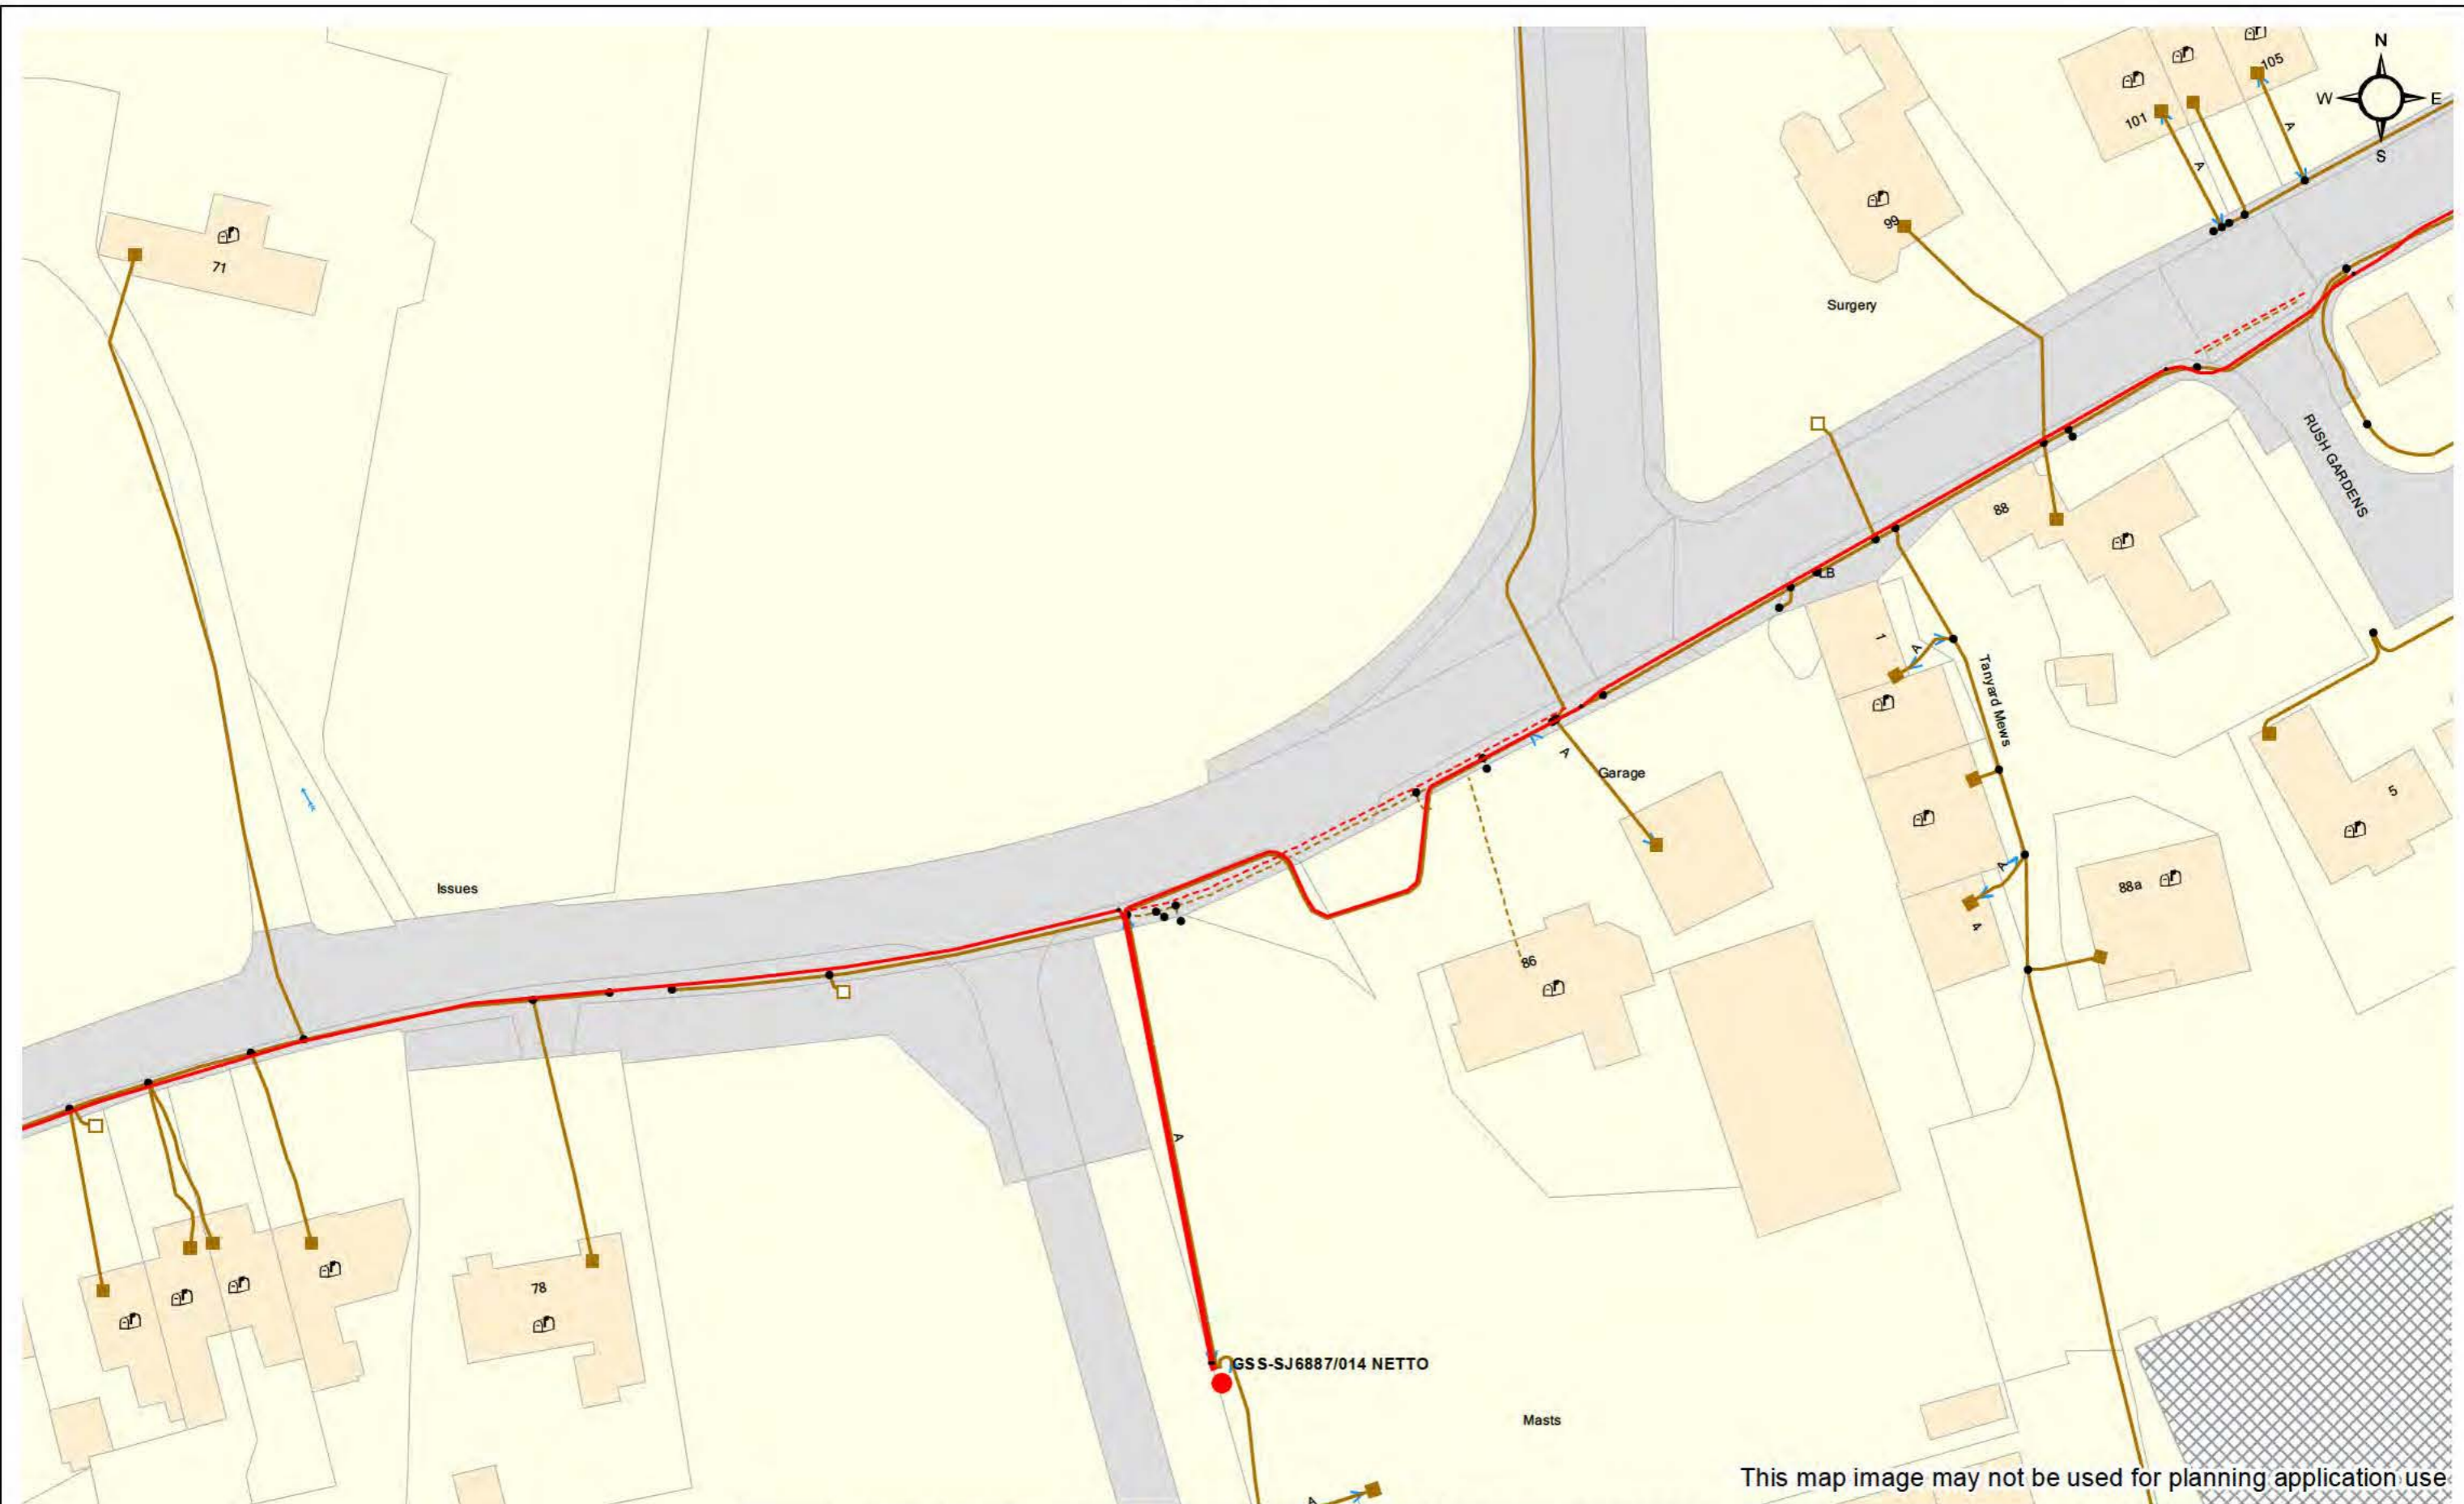 N
105
W E
101
A
A
S
99
71
Surgery
RUSH GARDENS
88
LB
1
A
Tanyard Mews
A
Garage
5
A
88a
Issues
4
86
A
78
GSS-SJ6887/014 NETTO
Masts
This map image may not be used for planning application use
A